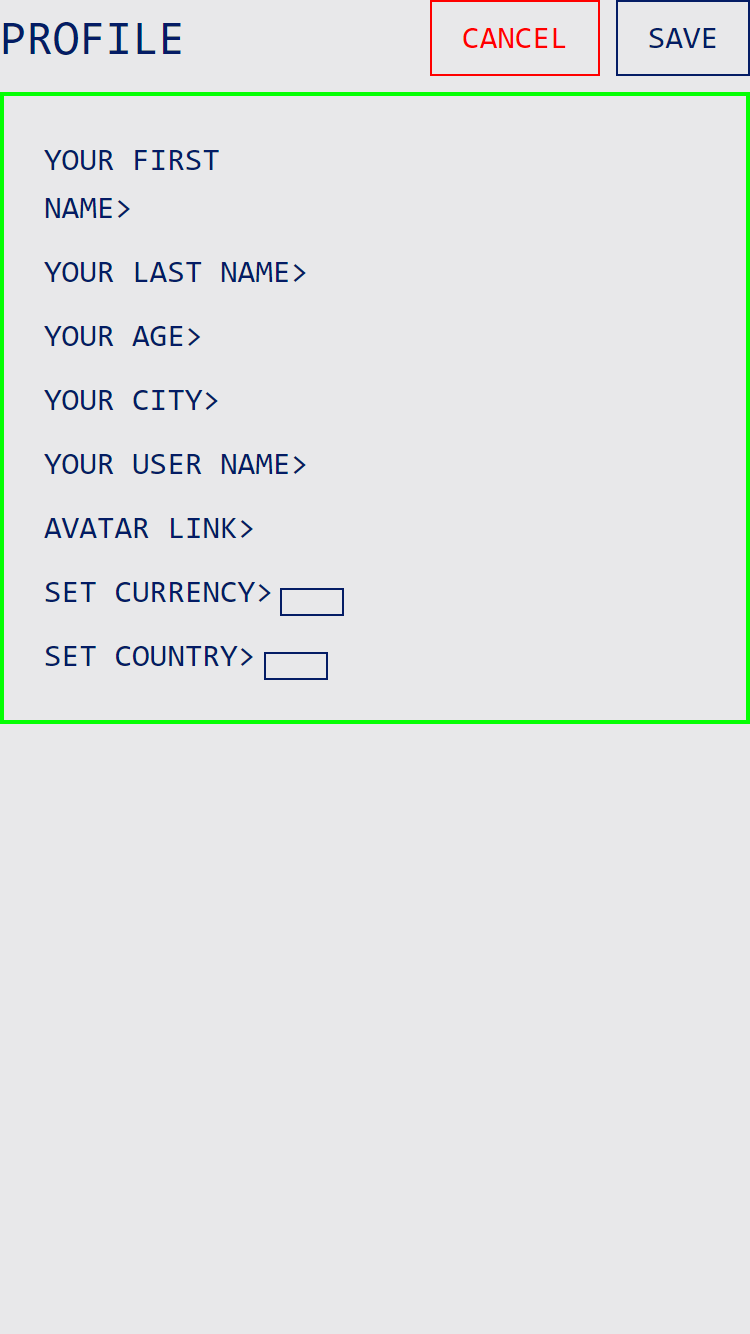 PROFILE
CANCEL
SAVE
YOUR FIRST
NAME>
YOUR LAST NAME>
YOUR AGE>
YOUR CITY>
YOUR USER NAME>
AVATAR LINK>
SET CURRENCY>
SET COUNTRY>